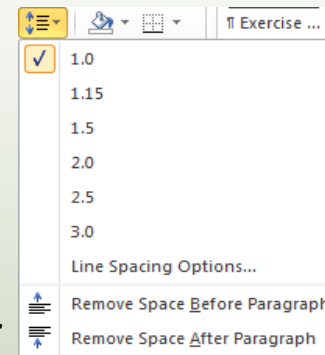 ¶ Exercise ...
1.0
1.15
1.5
2.0
2.5
3.0
Line Spacing Options...
Remove Space Before Paragraph
Remove Space After Paragraph